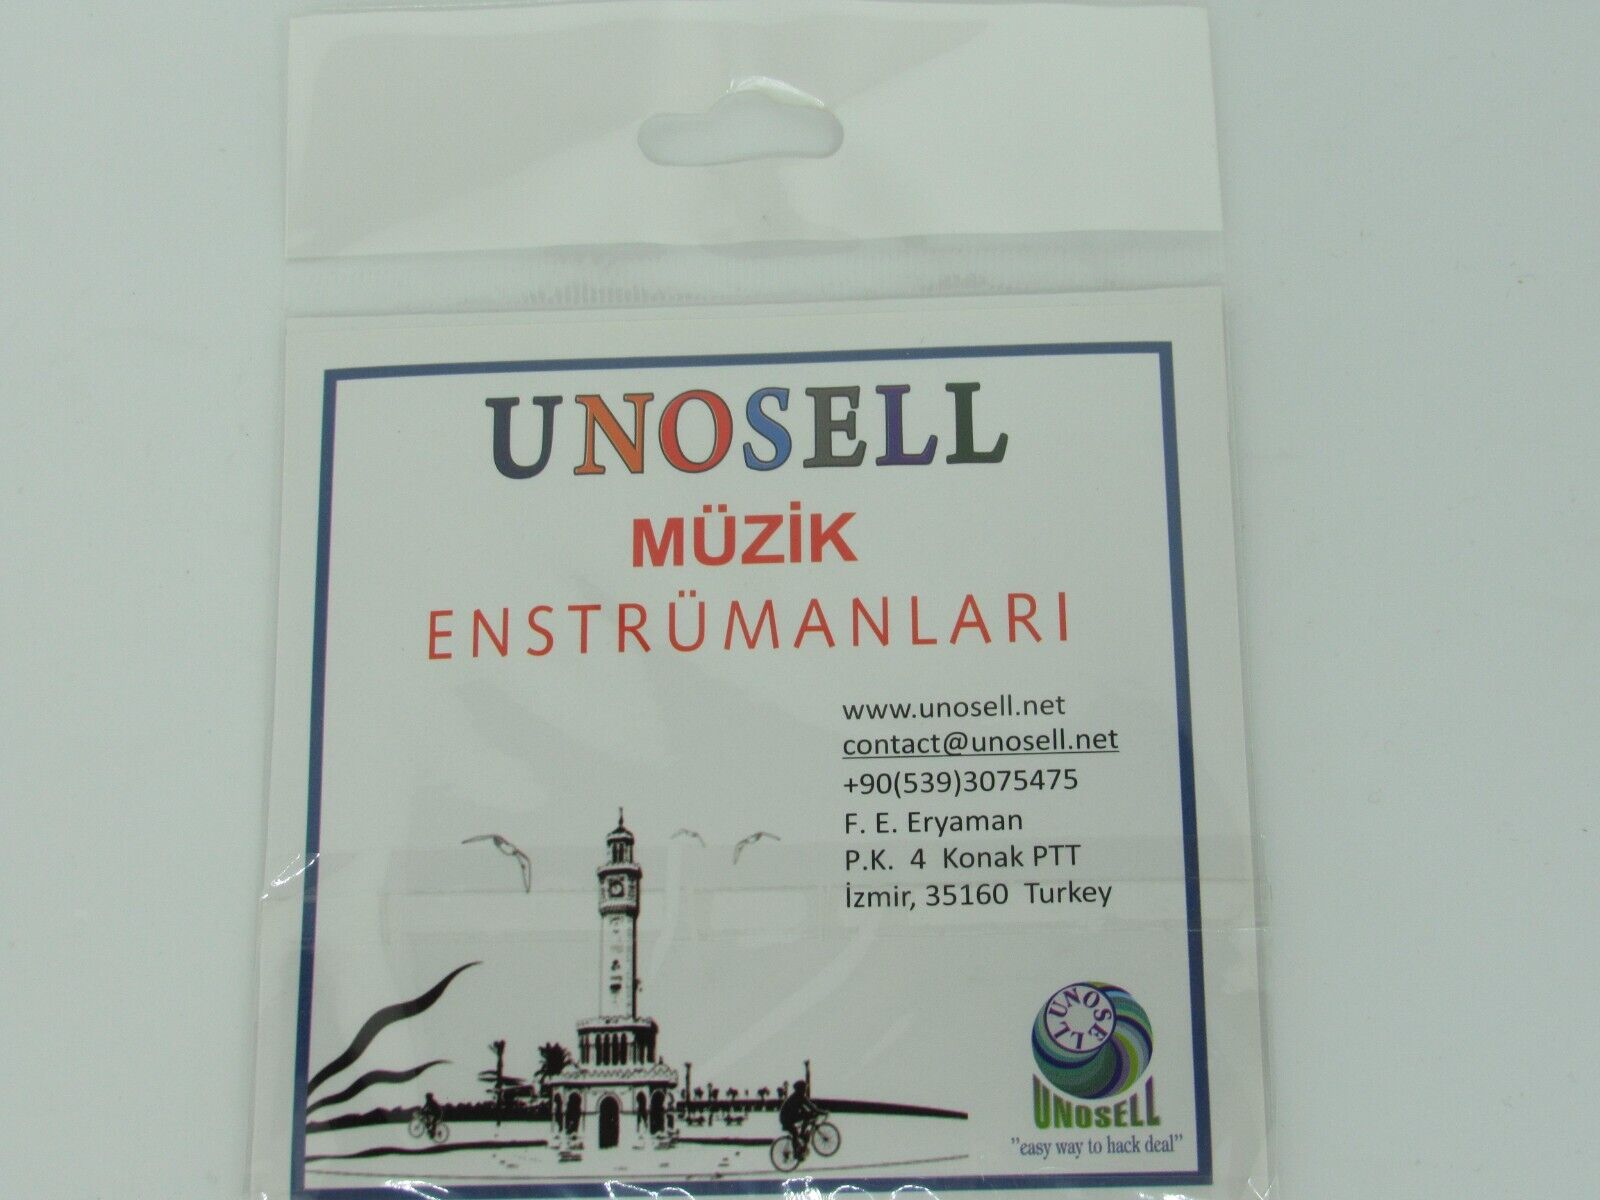 UNOSELL
MÜZİK
ENSTRÜMANLARI
www.unosell.net
contact@unosell.net
+90(539)3075475
F. E. Eryaman
P.K. 4 Konak PTT
İzmir, 35160 Turkey
UNOSELL
UNOSELL
"easy way to hack deal"